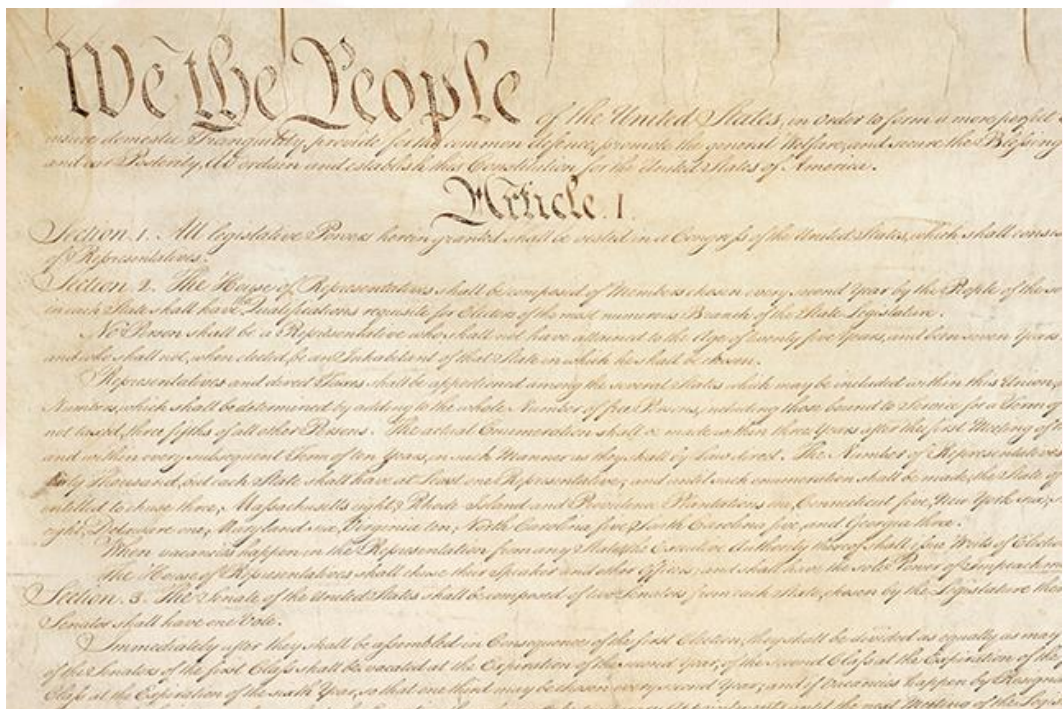 We the People of the United States, in Order to form a more perfect
insure domestic Tranquility, provide for the common defence, promote the general Welfare, and secure the Blessing
and our Posterity, do ordain and establish this Constitution for the United States of America.
Article. I.
Section. 1. All legislative Powers herein granted shall be vested in a Congress of the United States, which shall consist
of Representatives.
Section. 2. The House of Representatives shall be composed of Members chosen every second Year by the People of the
in each State shall have the Qualifications requisite for Electors of the most numerous Branch of the State Legislature.
No Person shall be a Representative who shall not have attained to the Age of twenty five Years, and been seven Years
and who shall not, when elected, be an Inhabitant of that State in which he shall be chosen.
Representatives and direct Taxes shall be apportioned among the several States which may be included within this Union,
Numbers, which shall be determined by adding to the whole Number of free Persons, including those bound to Service for a Term of
not taxed, three fifths of all other Persons. The actual Enumeration shall be made within three Years after the first Meeting of
and within every subsequent Term of ten Years, in such Manner as they shall by Law direct. The Number of Representatives
thirty Thousand, but each State shall have at Least one Representative; and until such enumeration shall be made, the State of
entitled to chuse three, Massachusetts eight, Rhode Island and Providence Plantations one, Connecticut five, New York six,
eight, Delaware one, Maryland six, Virginia ten, North Carolina five, South Carolina five, and Georgia three.
When vacancies happen in the Representation from any State, the Executive Authority thereof shall issue Writs of Election
The House of Representatives shall chuse their Speaker and other Officers; and shall have the sole Power of Impeachment
Section. 3. The Senate of the United States shall be composed of two Senators from each State, chosen by the Legislature
Senator shall have one Vote.
Immediately after they shall be assembled in Consequence of the first Election, they shall be divided as equally as may
of the Senators of the first Class shall be vacated at the Expiration of the second Year, of the second Class at the Expiration of the
Class at the Expiration of the sixth Year, so that one third may be chosen every second Year; and if Vacancies happen by
until the next Meeting of the